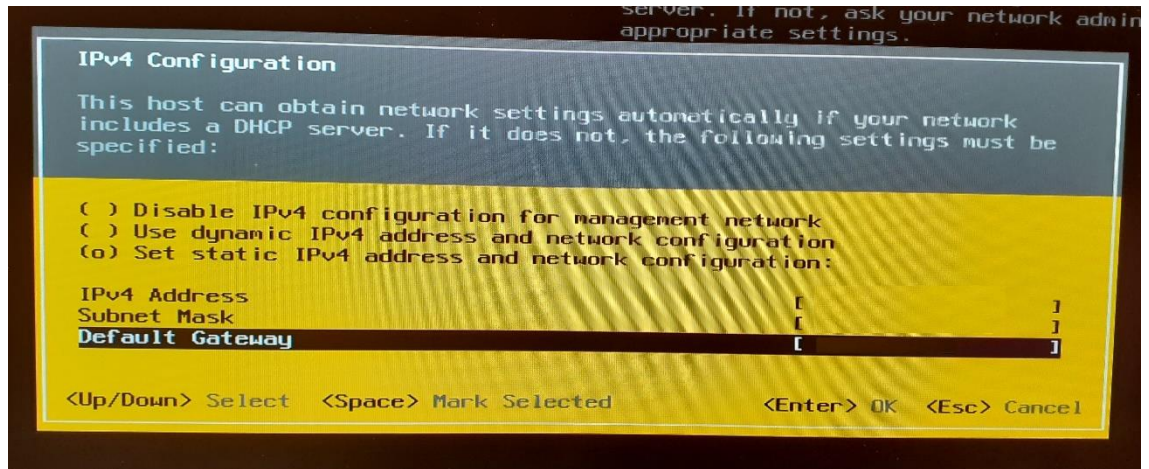 server. If not, ask your network admin
appropriate settings.
IPv4 Configuration
This host can obtain network settings automatically if your network
includes a DHCP server. If it does not, the following settings must be
specified:
( ) Disable IPv4 configuration for management network
( ) Use dynamic IPv4 address and network configuration
(o) Set static IPv4 address and network configuration:
IPv4 Address [ ]
Subnet Mask [ ]
Default Gateway [ ]
<Up/Down> Select <Space> Mark Selected <Enter> OK <Esc> Cancel